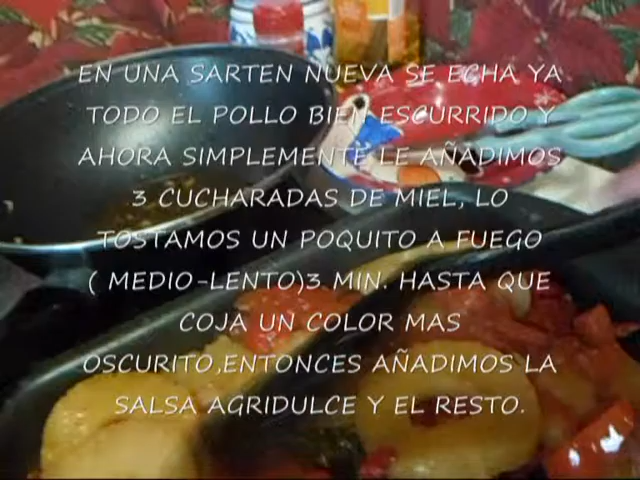 EN UNA SARTEN NUEVA SE ECHA YA
TODO EL POLLO BIEN ESCURRIDO Y
AHORA SIMPLEMENTE LE AÑADIMOS
3 CUCHARADAS DE MIEL, LO
TOSTAMOS UN POQUITO A FUEGO
( MEDIO-LENTO)3 MIN. HASTA QUE
COJA UN COLOR MAS
OSCURITO,ENTONCES AÑADIMOS LA
SALSA AGRIDULCE Y EL RESTO.